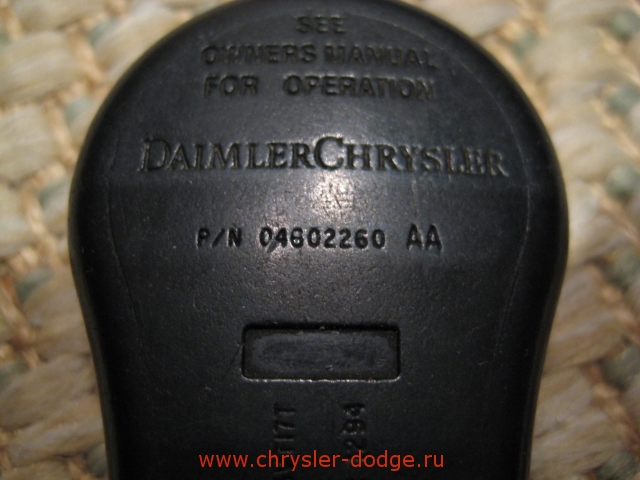 SEE
OWNERS MANUAL
FOR OPERATION
DAIMLERCHRYSLER
P/N 04602260 AA
www.chrysler-dodge.ru